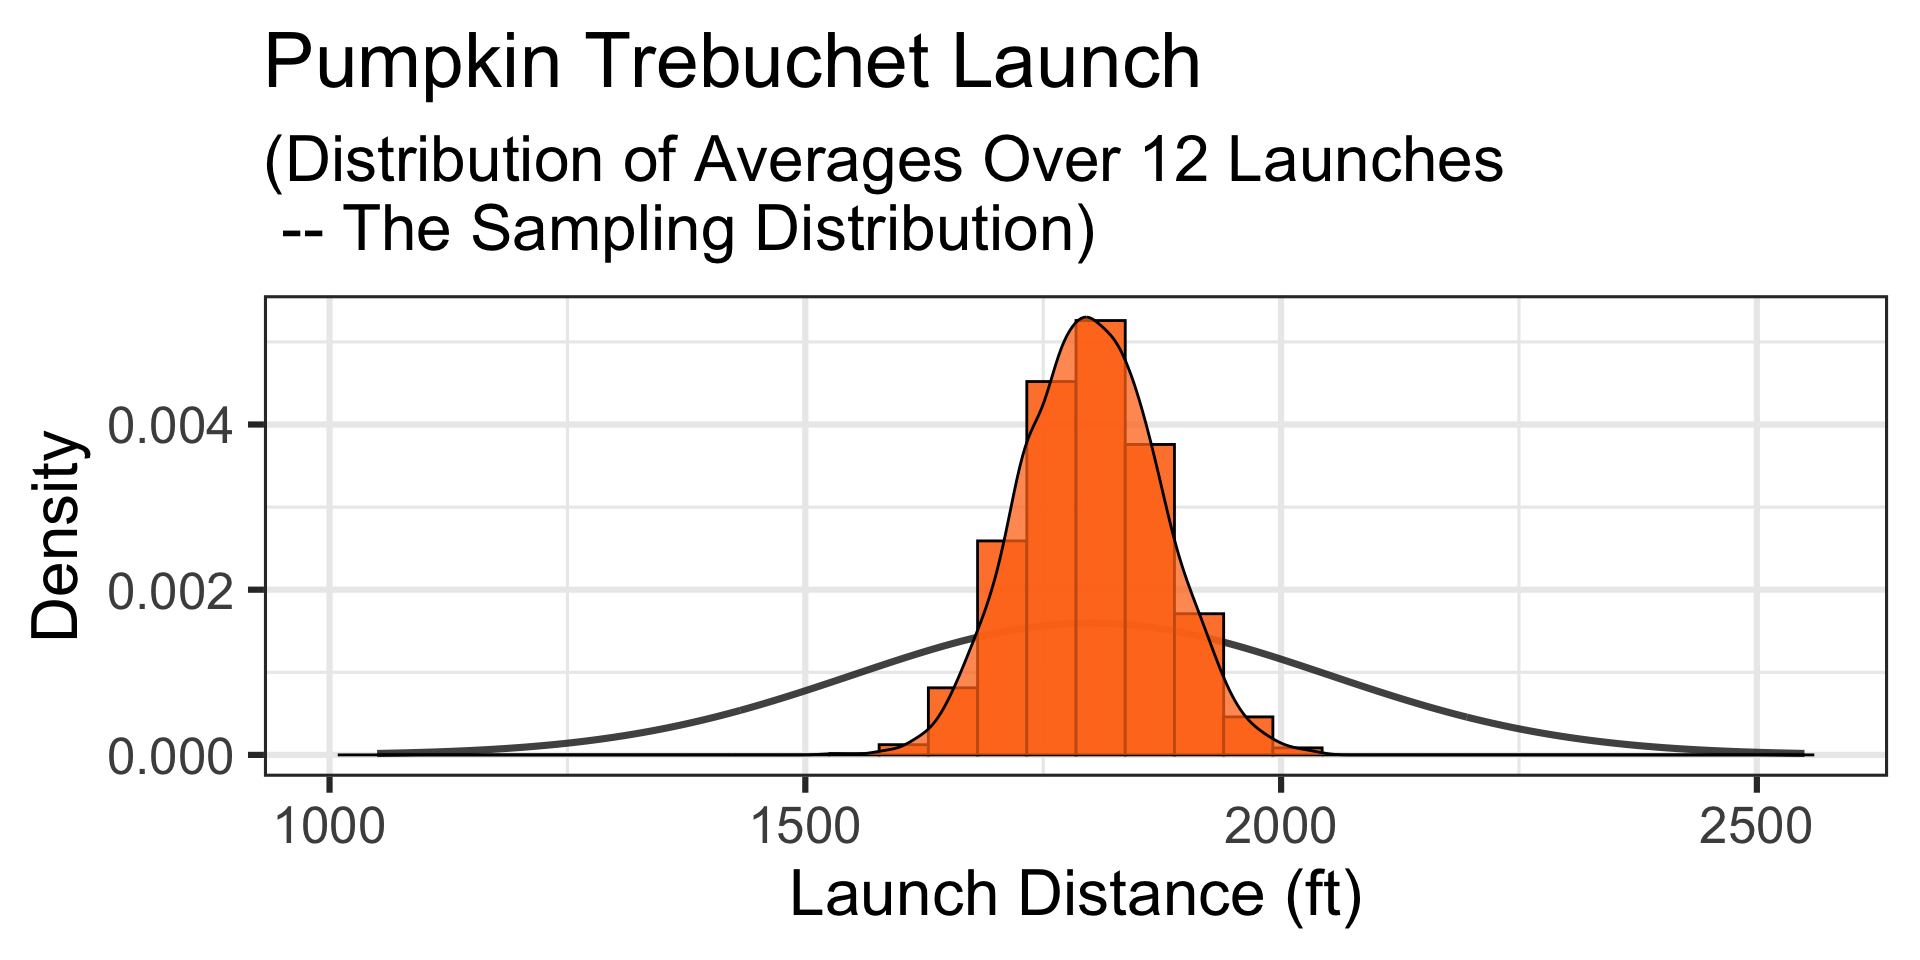 Pumpkin Trebuchet Launch
(Distribution of Averages Over 12 Launches
-- The Sampling Distribution)
Density
0.004
0.002
0.000
1000 1500 2000 2500
Launch Distance (ft)